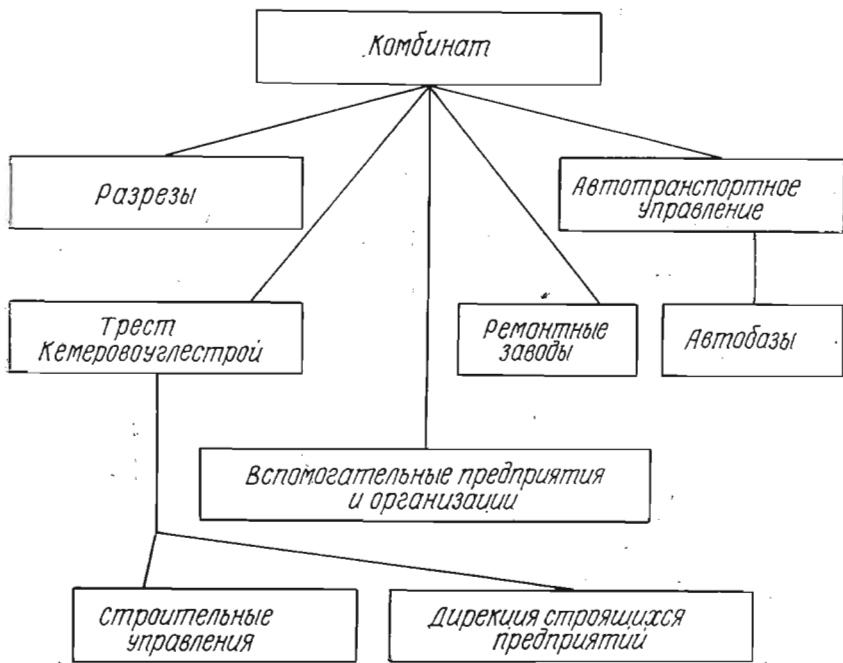 Комбинат
Разрезы
Автотранспортное
управление
Трест
Кемеровоуглестрой
Ремонтные
заводы
Автобазы
Вспомогательные предприятия
и организации
Строительные
управления
Дирекция строящихся
предприятий